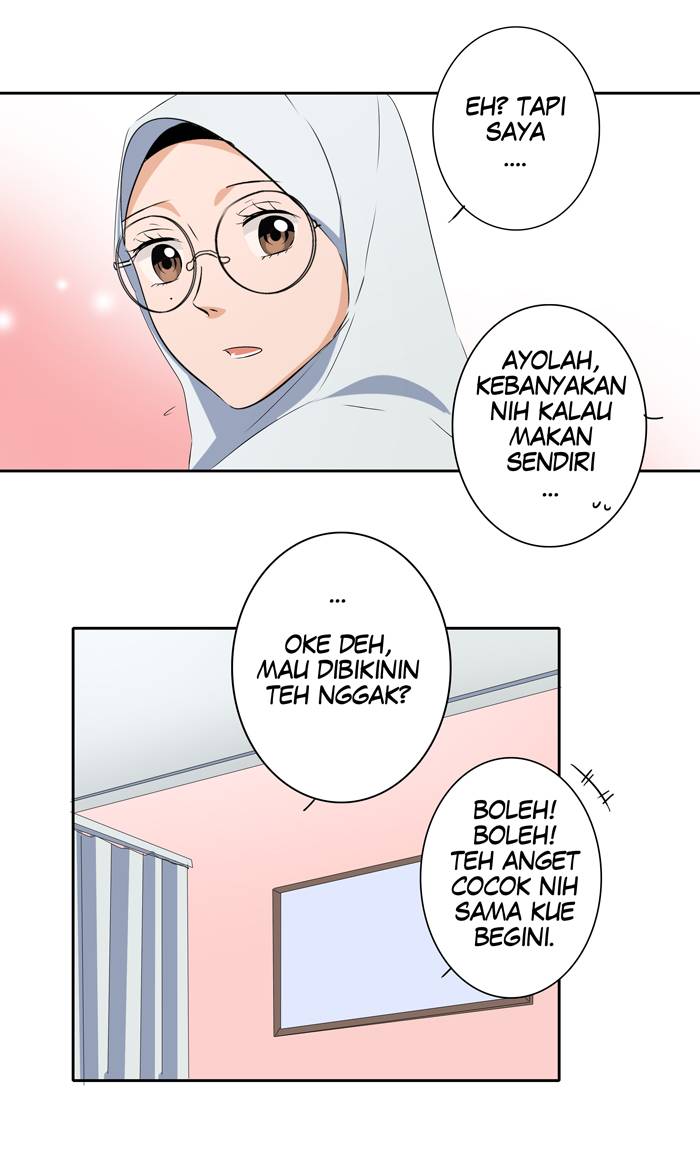 EH? TAPI
SAYA
....
AYOLAH,
KEBANYAKAN
NIH KALAU
MAKAN
SENDIRI
...
...
OKE DEH,
MAU DIBIKININ
TEH NGGAK?
BOLEH!
BOLEH!
TEH ANGET
COCOK NIH
SAMA KUE
BEGINI.